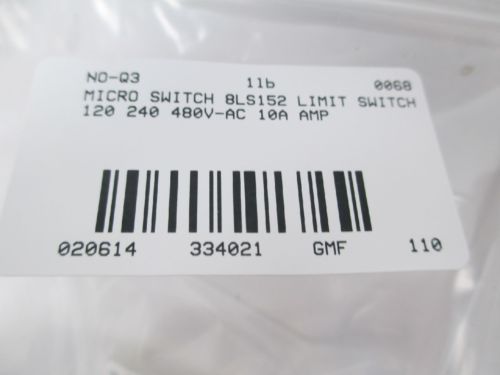 NO-Q3 1lb 0068
MICRO SWITCH 8LS152 LIMIT SWITCH
120 240 480V-AC 10A AMP
020614 334021 GMF 110